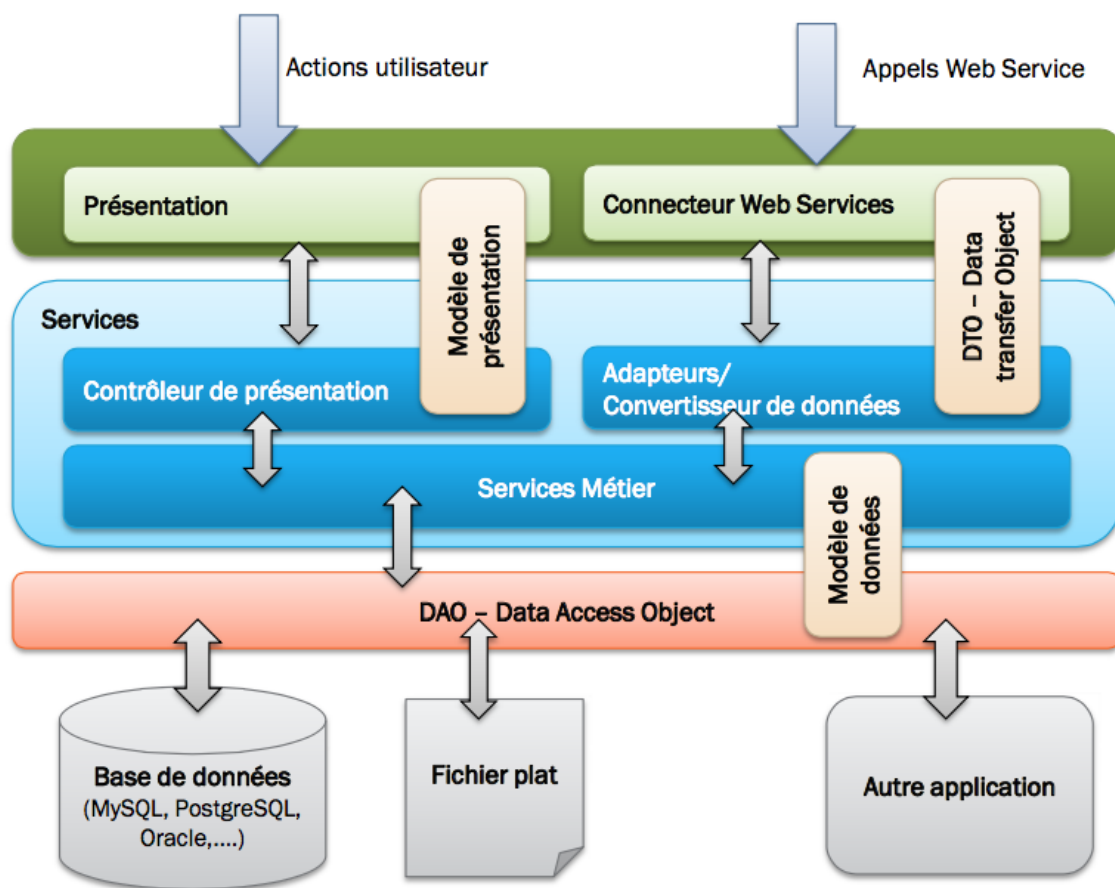 Actions utilisateur
Appels Web Service
Présentation
Connecteur Web Services
Modèle de
présentation
DTO – Data
transfer Object
Services
Contrôleur de présentation
Adapteurs/
Convertisseur de données
Services Métier
Modèle de
données
DAO – Data Access Object
Base de données
(MySQL, PostgreSQL,
Oracle,....)
Fichier plat
Autre application